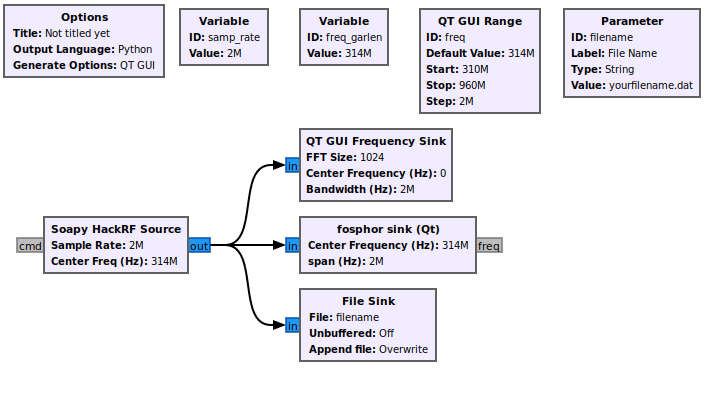 Options
Title: Not titled yet
Output Language: Python
Generate Options: QT GUI
Variable
ID: samp_rate
Value: 2M
Variable
ID: freq_garlen
Value: 314M
QT GUI Range
ID: freq
Default Value: 314M
Start: 310M
Stop: 960M
Step: 2M
Parameter
ID: filename
Label: File Name
Type: String
Value: yourfilename.dat
QT GUI Frequency Sink
FFT Size: 1024
Center Frequency (Hz): 0
Bandwidth (Hz): 2M
in
Soapy HackRF Source
Sample Rate: 2M
Center Freq (Hz): 314M
cmd
out
fosphor sink (Qt)
Center Frequency (Hz): 314M
span (Hz): 2M
in
freq
File Sink
File: filename
Unbuffered: Off
Append file: Overwrite
in